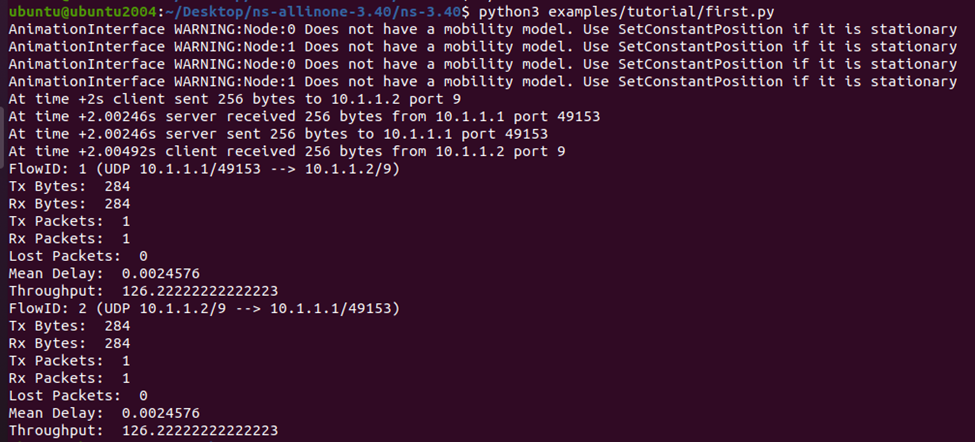 ubuntu@ubuntu2004:~/Desktop/ns-allinone-3.40/ns-3.40$ python3 examples/tutorial/first.py
AnimationInterface WARNING:Node:0 Does not have a mobility model. Use SetConstantPosition if it is stationary
AnimationInterface WARNING:Node:1 Does not have a mobility model. Use SetConstantPosition if it is stationary
AnimationInterface WARNING:Node:0 Does not have a mobility model. Use SetConstantPosition if it is stationary
AnimationInterface WARNING:Node:1 Does not have a mobility model. Use SetConstantPosition if it is stationary
At time +2s client sent 256 bytes to 10.1.1.2 port 9
At time +2.00246s server received 256 bytes from 10.1.1.1 port 49153
At time +2.00246s server sent 256 bytes to 10.1.1.1 port 49153
At time +2.00492s client received 256 bytes from 10.1.1.2 port 9
FlowID: 1 (UDP 10.1.1.1/49153 --> 10.1.1.2/9)
Tx Bytes:  284
Rx Bytes:  284
Tx Packets:  1
Rx Packets:  1
Lost Packets:  0
Mean Delay:  0.0024576
Throughput:  126.22222222222223
FlowID: 2 (UDP 10.1.1.2/9 --> 10.1.1.1/49153)
Tx Bytes:  284
Rx Bytes:  284
Tx Packets:  1
Rx Packets:  1
Lost Packets:  0
Mean Delay:  0.0024576
Throughput:  126.22222222222223